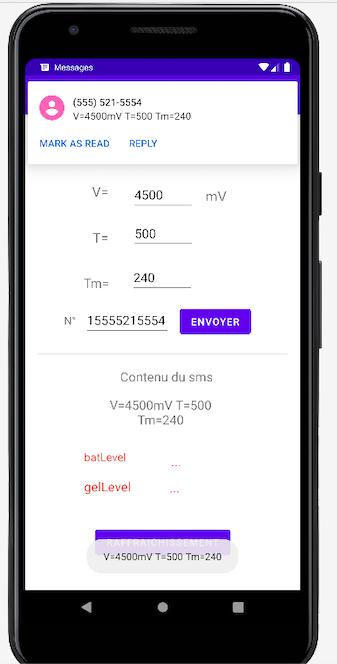 Messages
(555) 521-5554
V=4500mV T=500 Tm=240
MARK AS READ REPLY
V= 4500 mV
T= 500
Tm= 240
N° 15555215554 ENVOYER
Contenu du sms
V=4500mV T=500
Tm=240
batLevel ...
gelLevel ...
RAFFRAICHISSEMENT
V=4500mV T=500 Tm=240